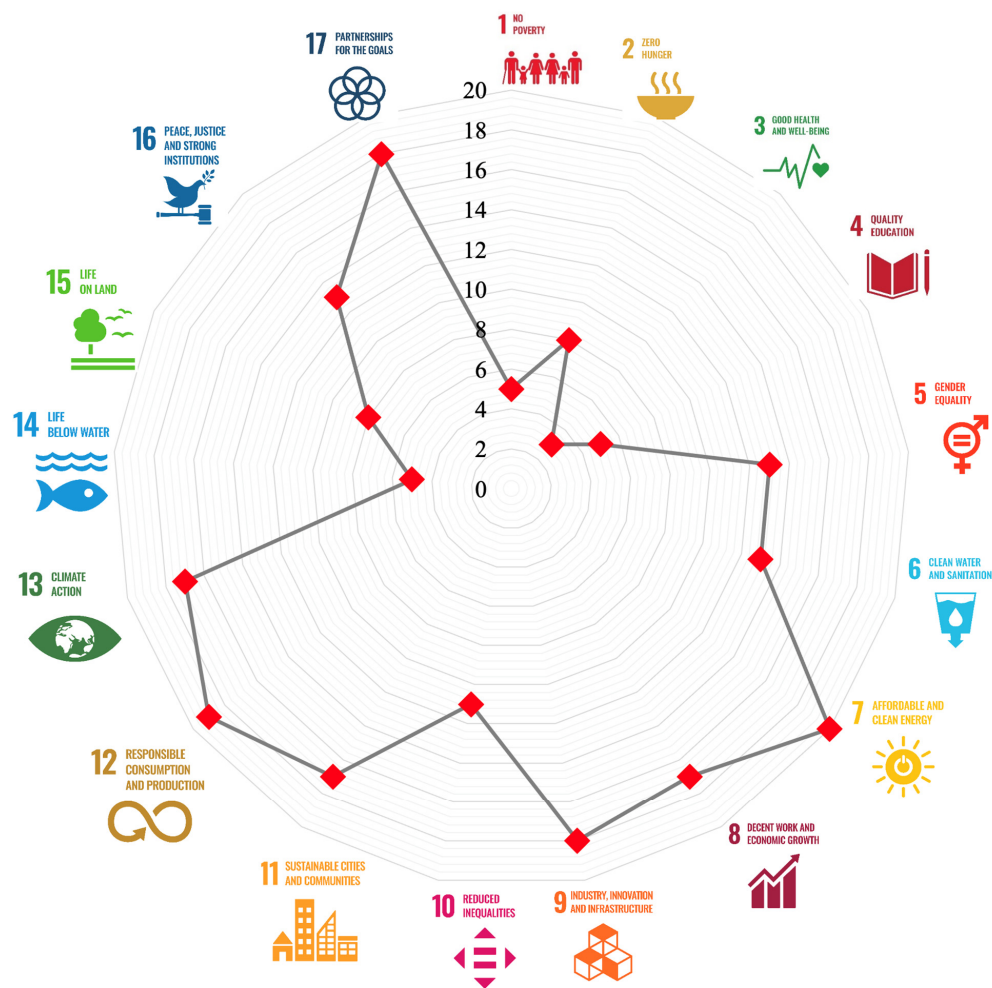 1 NO
POVERTY
2 ZERO
HUNGER
3 GOOD HEALTH
AND WELL-BEING
4 QUALITY
EDUCATION
5 GENDER
EQUALITY
6 CLEAN WATER
AND SANITATION
7 AFFORDABLE AND
CLEAN ENERGY
8 DECENT WORK AND
ECONOMIC GROWTH
9 INDUSTRY, INNOVATION
AND INFRASTRUCTURE
10 REDUCED
INEQUALITIES
11 SUSTAINABLE CITIES
AND COMMUNITIES
12 RESPONSIBLE
CONSUMPTION
AND PRODUCTION
13 CLIMATE
ACTION
14 LIFE
BELOW WATER
15 LIFE
ON LAND
16 PEACE, JUSTICE
AND STRONG
INSTITUTIONS
17 PARTNERSHIPS
FOR THE GOALS
20
18
16
14
12
10
8
6
4
2
0